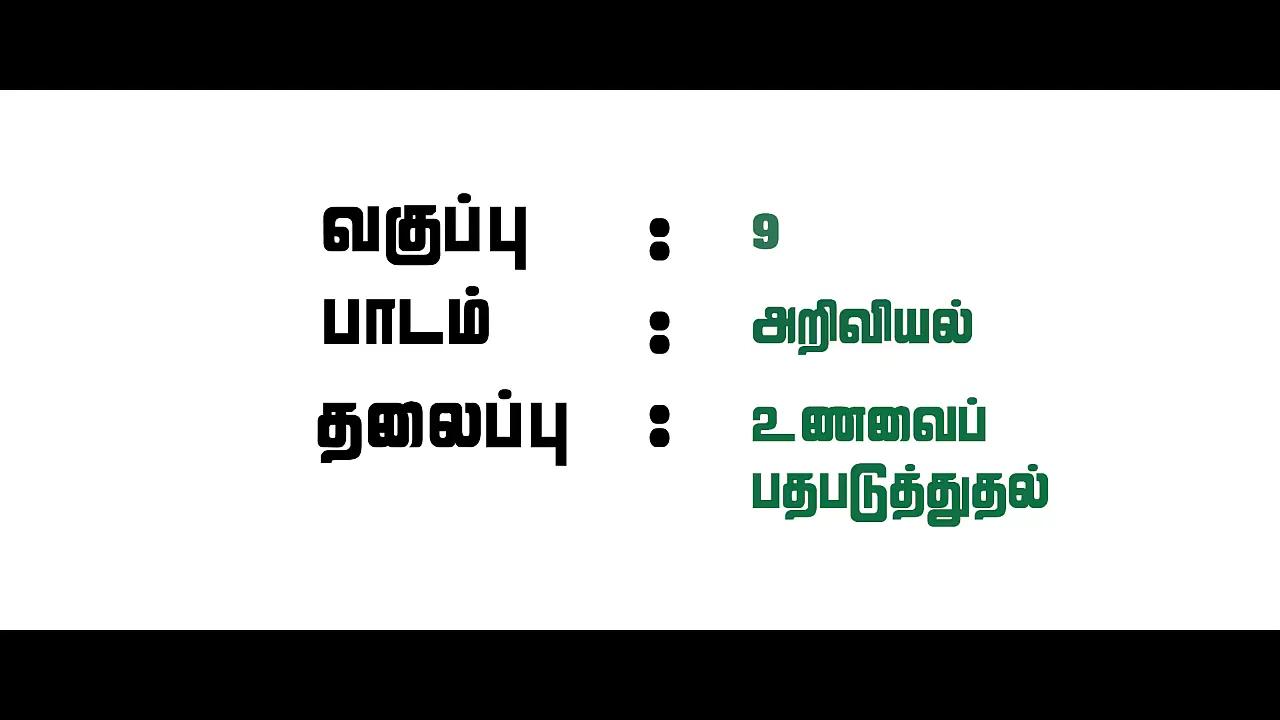 வகுப்பு : 9
பாடம் : அறிவியல்
தலைப்பு : உணவைப்
பதபடுத்துதல்